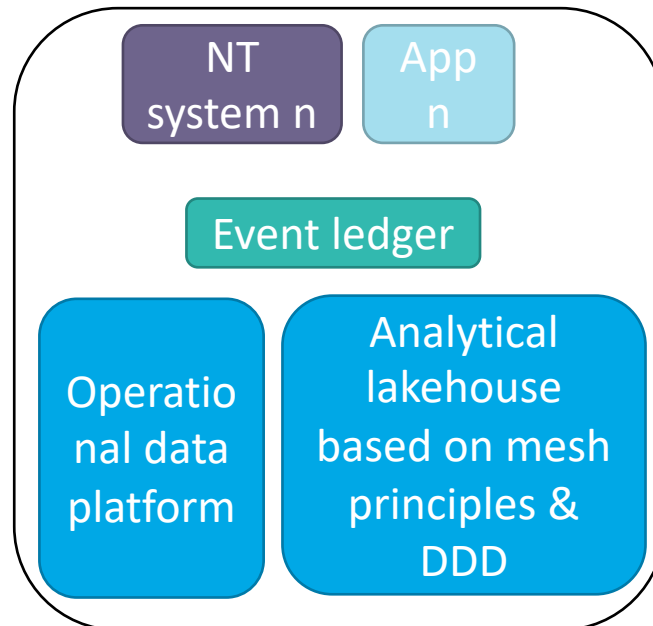 NT
system n
App
n
Event ledger
Operatio
nal data
platform
Analytical
lakehouse
based on mesh
principles &
DDD